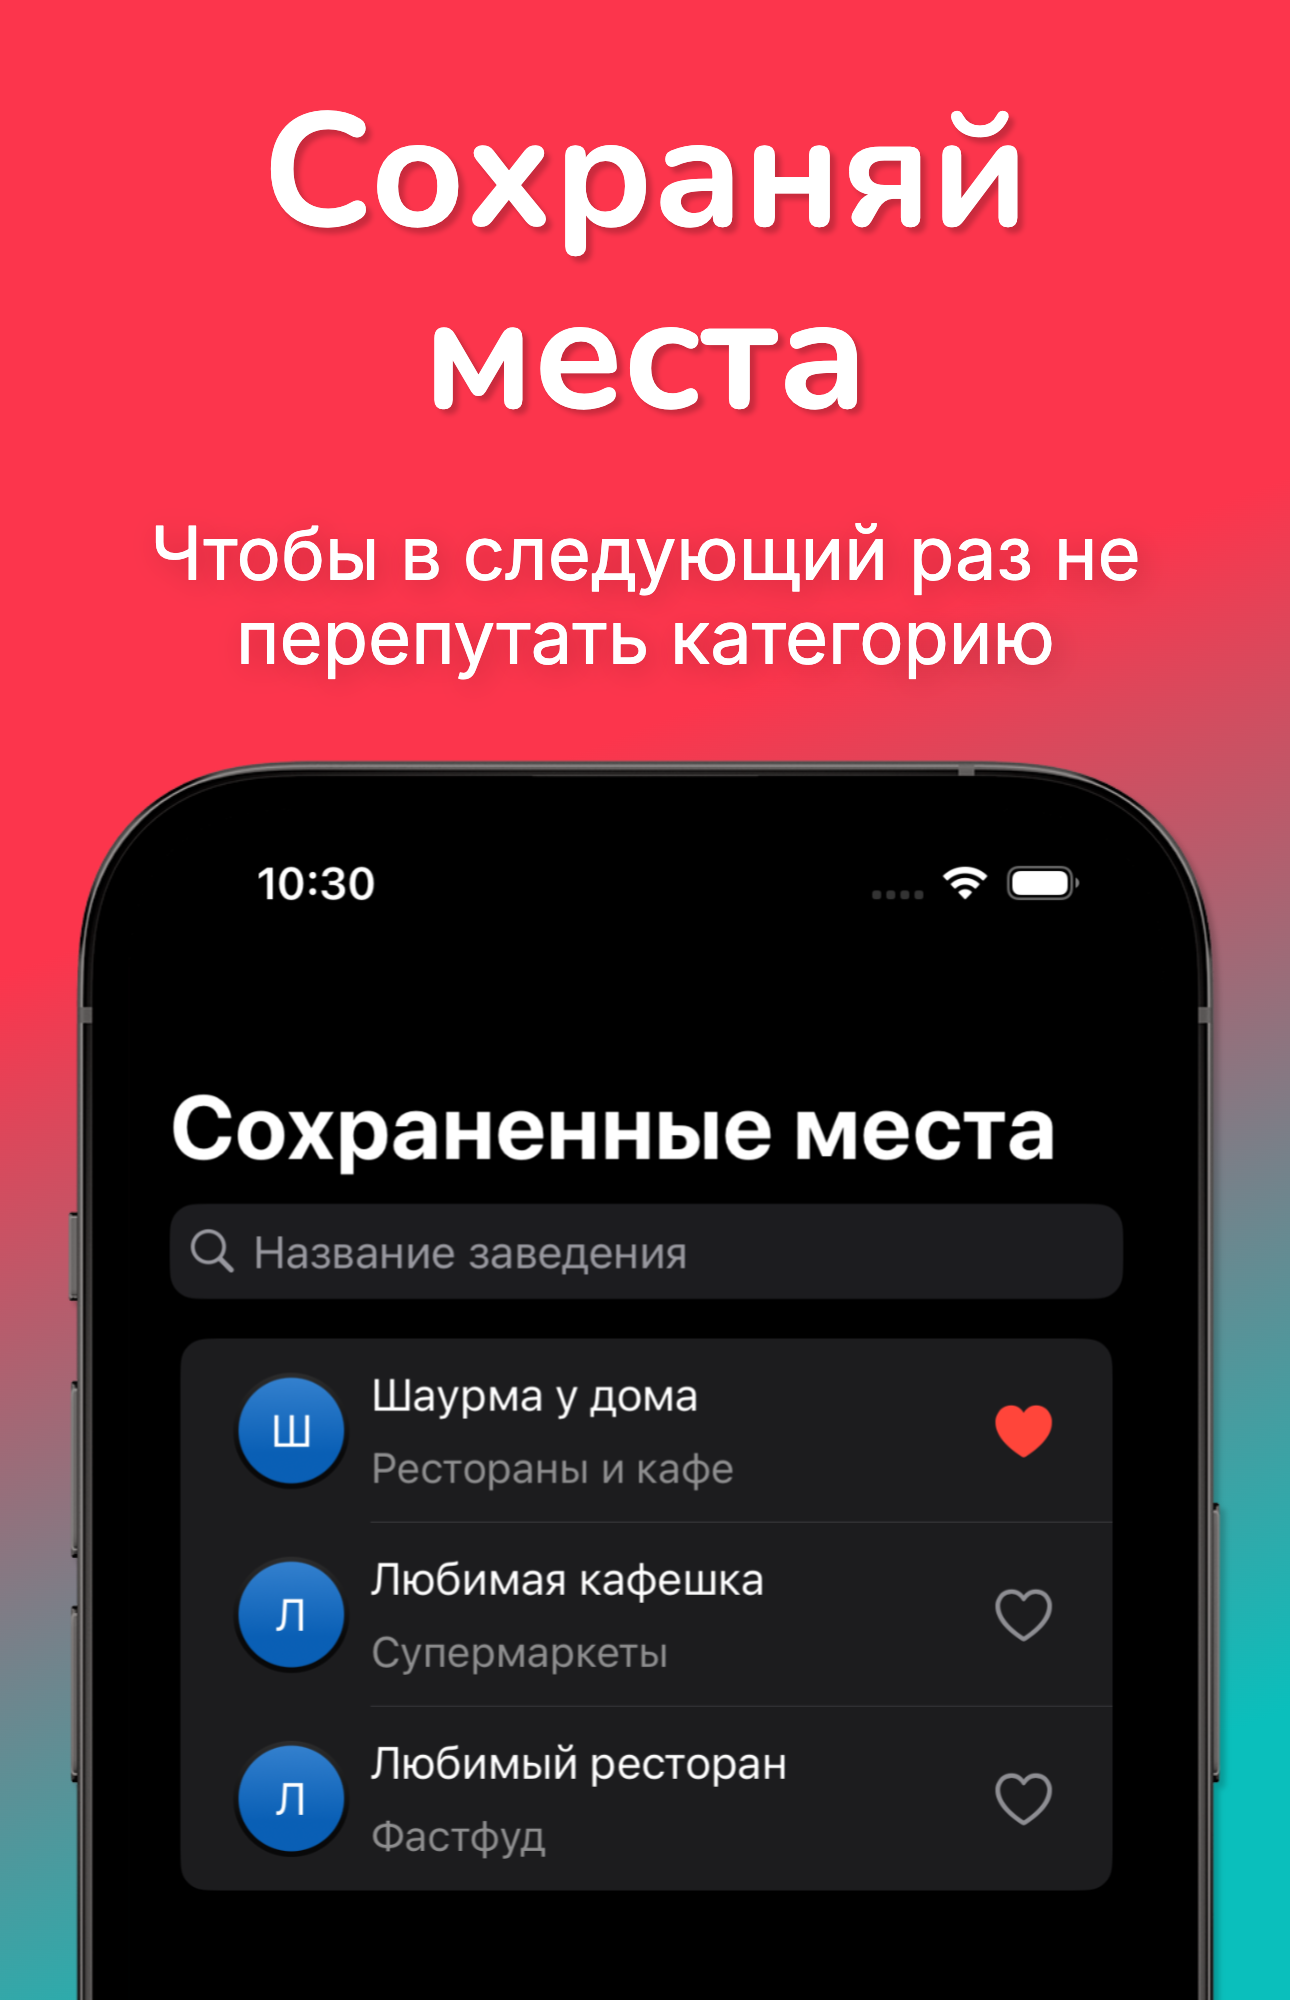 Сохраняй
места
Чтобы в следующий раз не
перепутать категорию
10:30
Сохраненные места
Название заведения
Ш
Шаурма у дома
Рестораны и кафе
Л
Любимая кафешка
Супермаркеты
Л
Любимый ресторан
Фастфуд